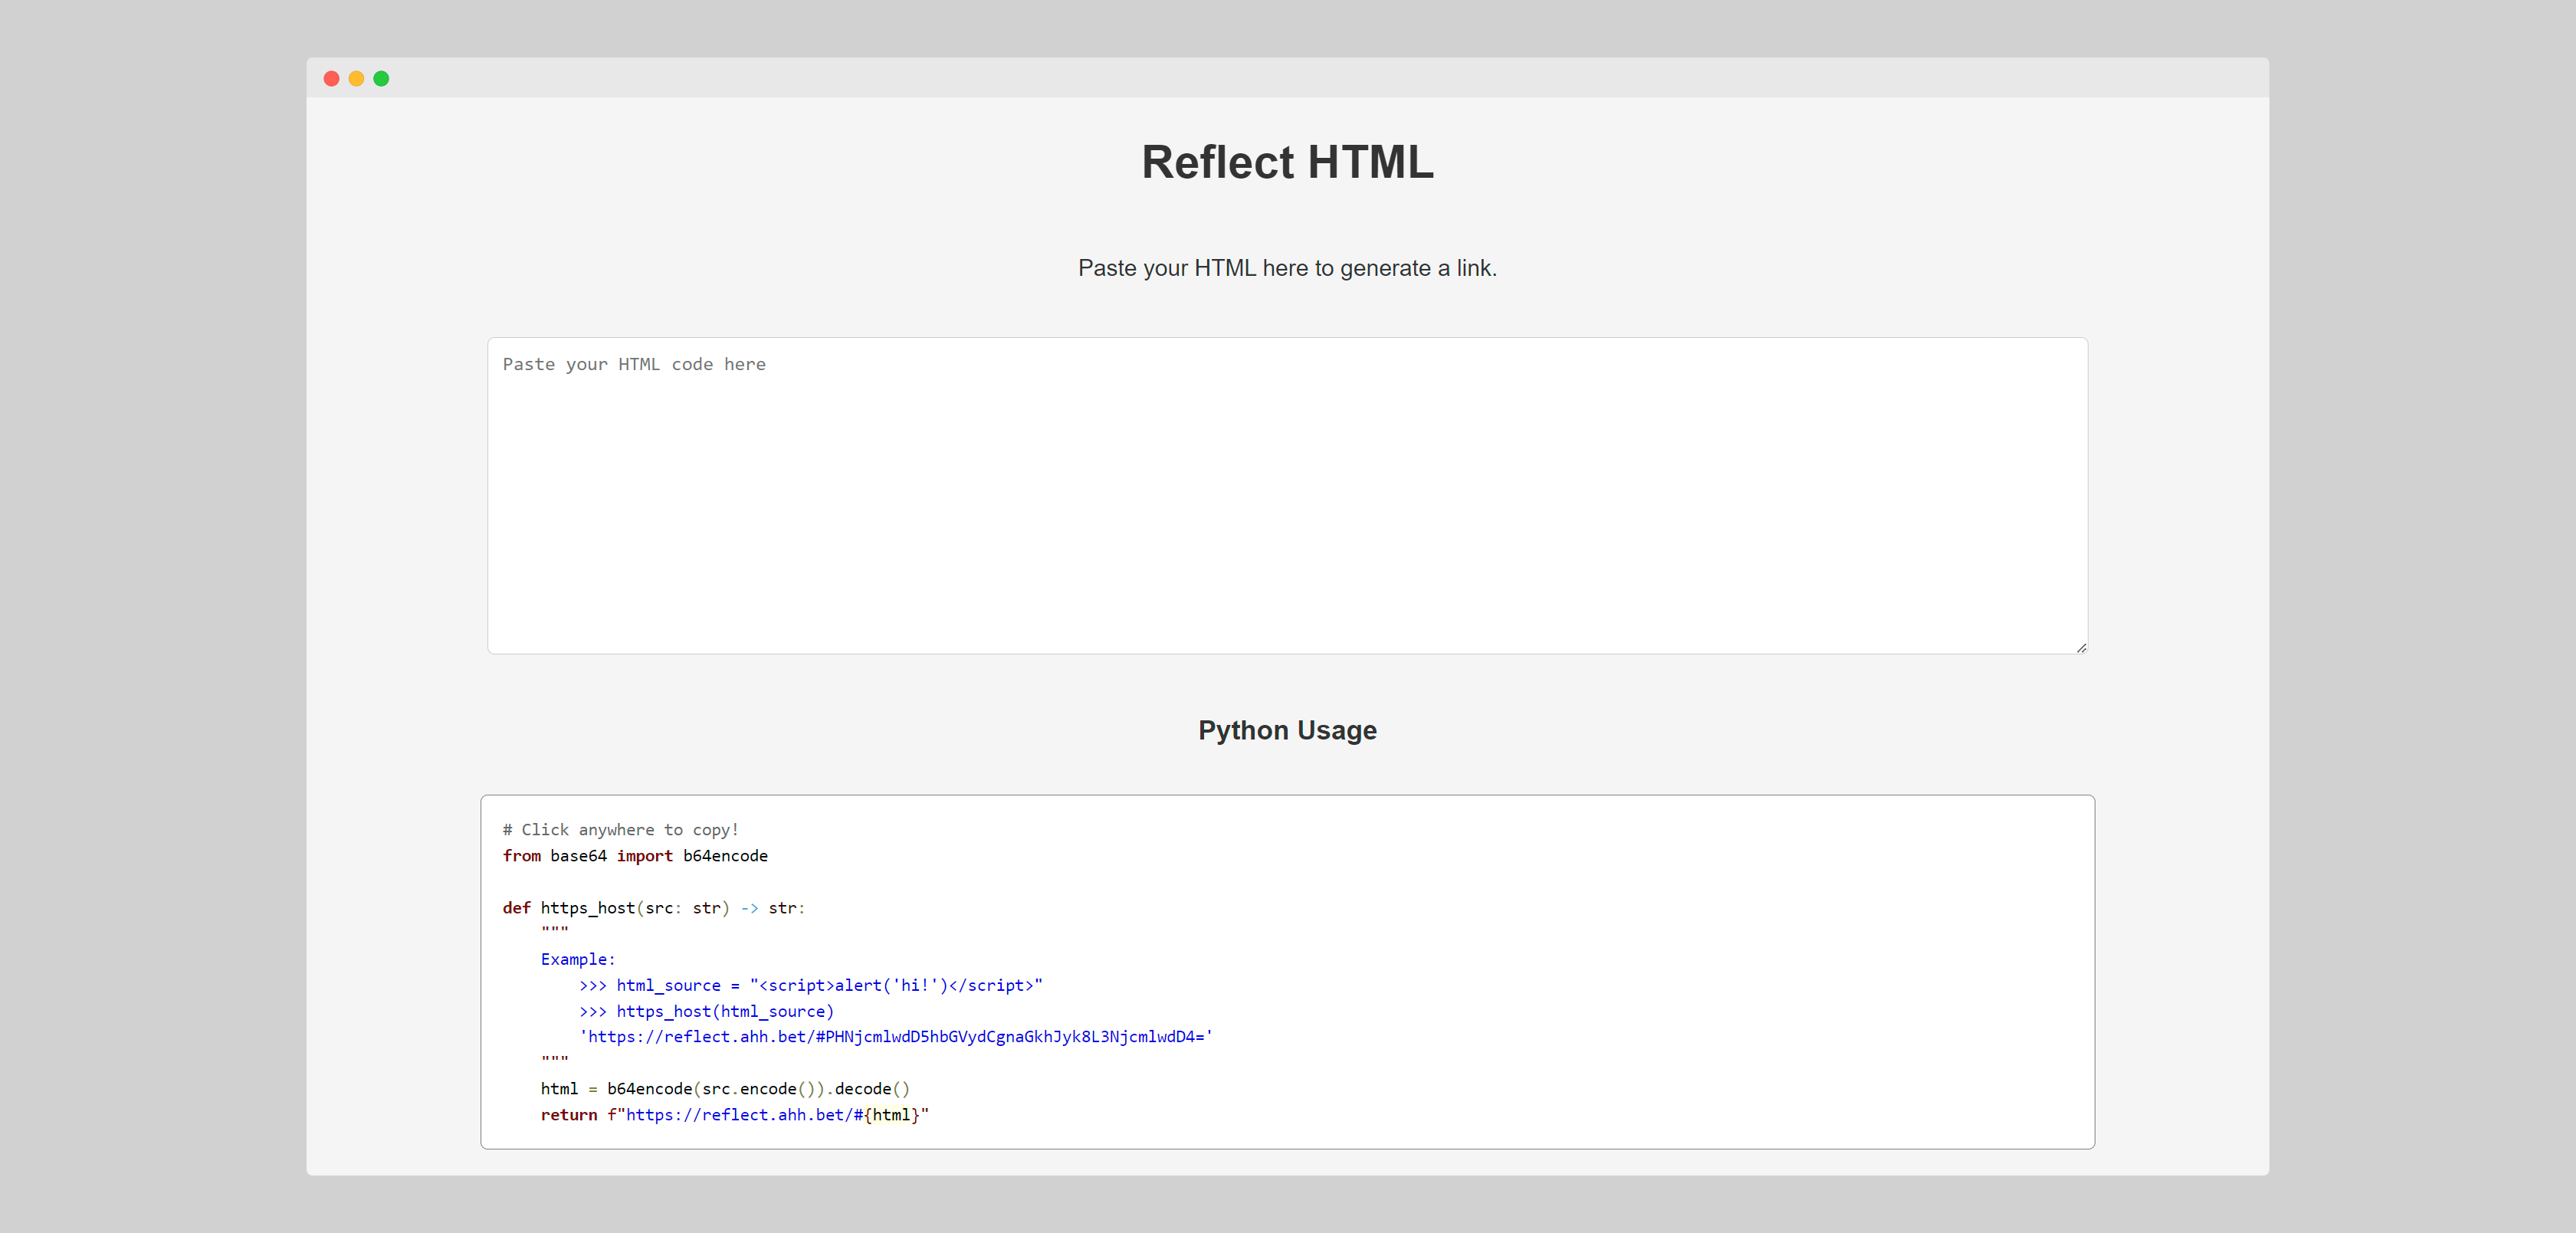 Reflect HTML
Paste your HTML here to generate a link.
Paste your HTML code here
Python Usage
# Click anywhere to copy!
from base64 import b64encode
def https_host(src: str) -> str:
    """
    Example:
        >>> html_source = "<script>alert('hi!')</script>"
        >>> https_host(html_source)
        'https://reflect.ahh.bet/#PHNjcmlwdD5hbGVydCgnaGkhJyk8L3NjcmlwdD4='
    """
    html = b64encode(src.encode()).decode()
    return f"https://reflect.ahh.bet/#{html}"